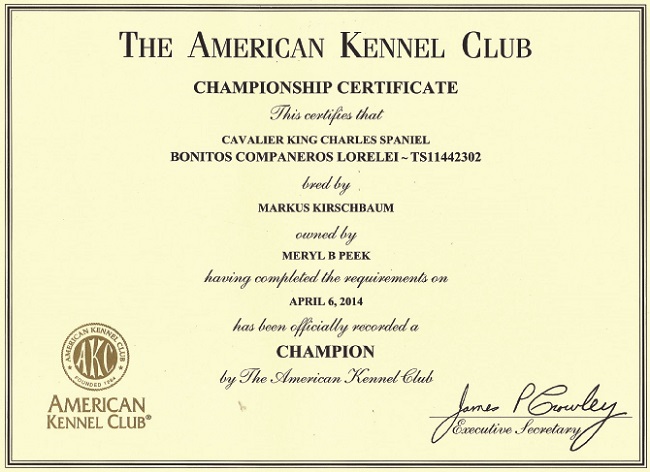 THE AMERICAN KENNEL CLUB
CHAMPIONSHIP CERTIFICATE
This certifies that
CAVALIER KING CHARLES SPANIEL
BONITOS COMPANEROS LORELEI ~ TS11442302
bred by
MARKUS KIRSCHBAUM
owned by
MERYL B PEEK
having completed the requirements on
APRIL 6, 2014
has been officially recorded a
CHAMPION
by The American Kennel Club
AMERICAN KENNEL CLUB
AKC
FOUNDED 1884
AMERICAN
KENNEL CLUB®
James P Crowley
Executive Secretary